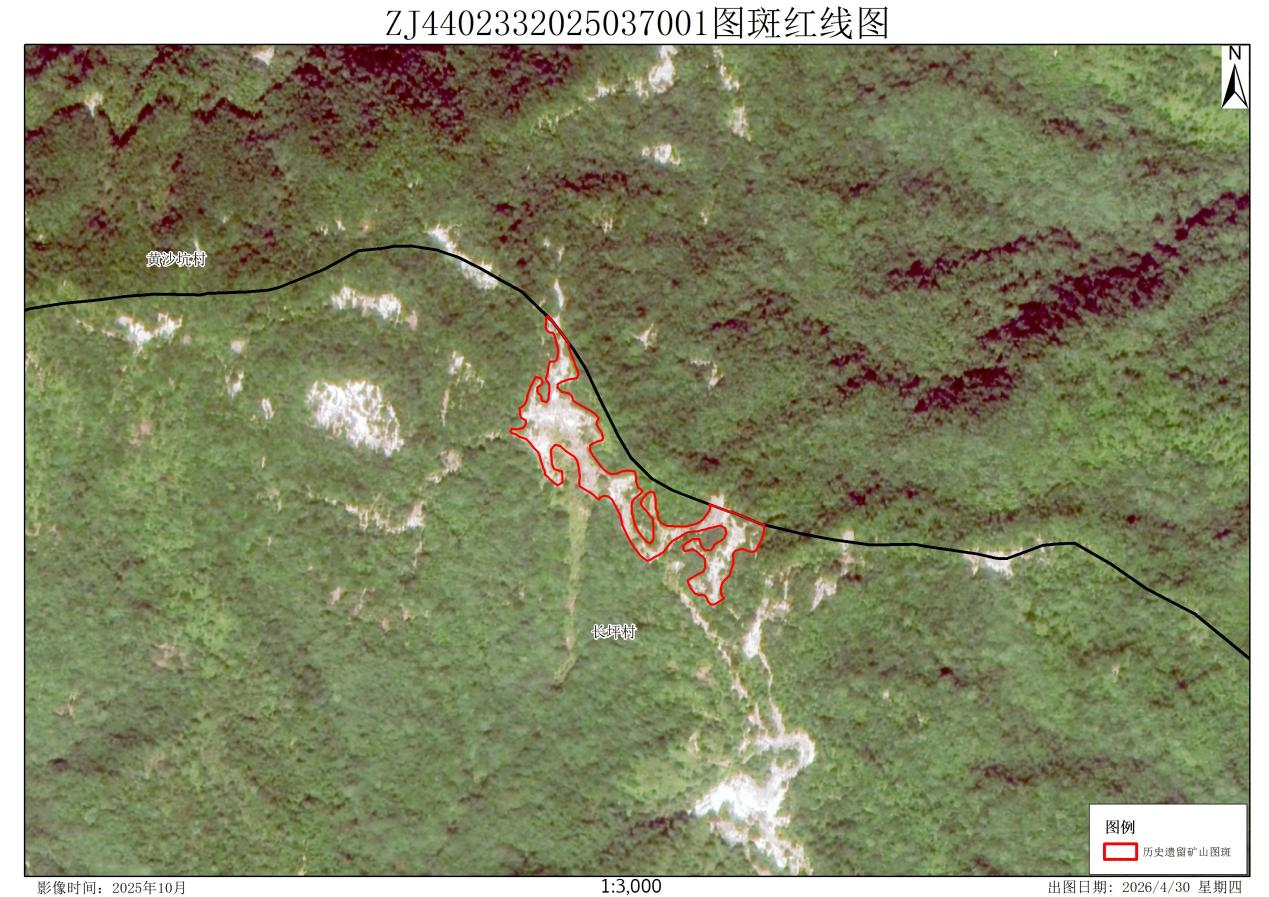 ZJ4402332025037001图斑红线图
N
黄沙坑村
长坪村
图例
历史遗留矿山图斑
影像时间: 2025年10月
1:3,000
出图日期: 2026/4/30 星期四